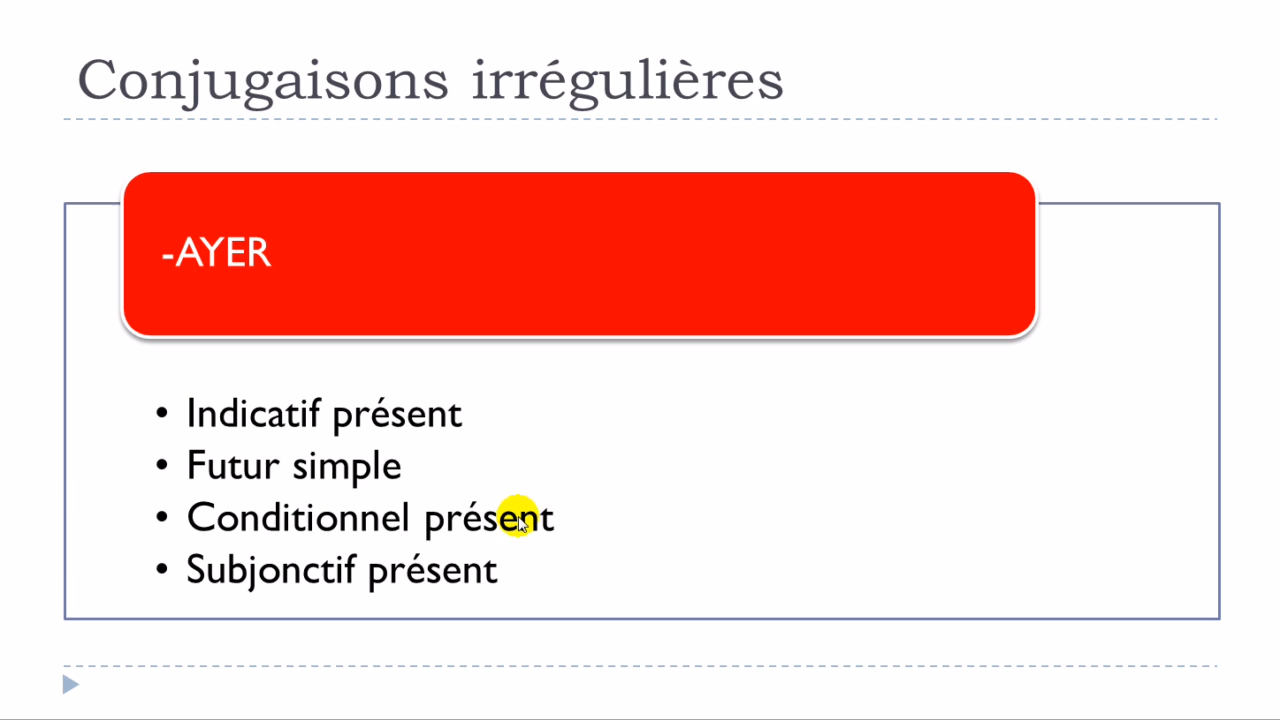 Conjugaisons irrégulières
-AYER
• Indicatif présent
• Futur simple
• Conditionnel présent
• Subjonctif présent